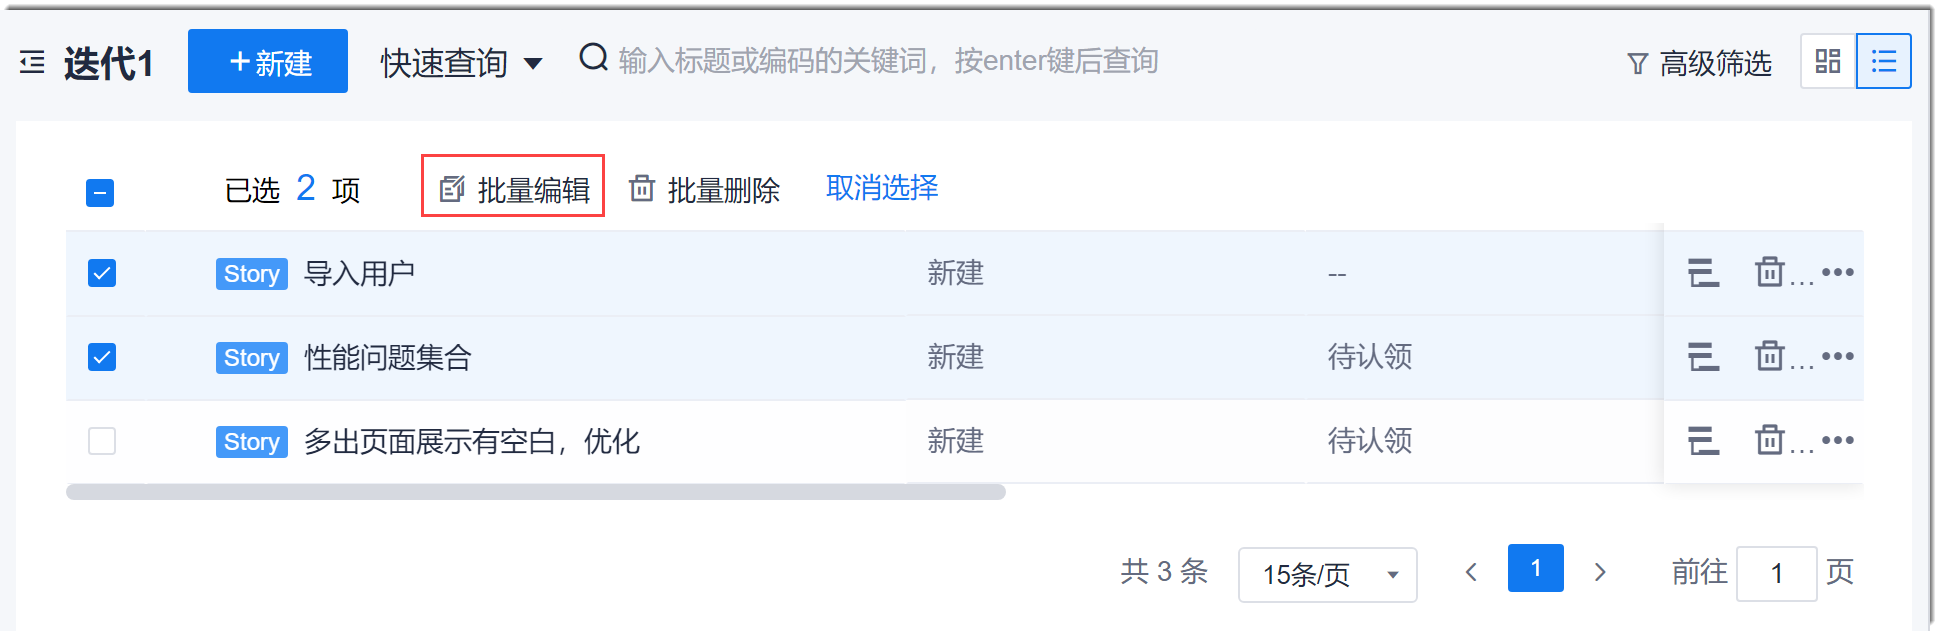 迭代1 +新建 快速查询 输入标题或编码的关键词，按enter键后查询 高级筛选
已选 2 项 批量编辑 批量删除 取消选择
Story 导入用户 新建 -- ... •••
Story 性能问题集合 新建 待认领 ... •••
Story 多出页面展示有空白，优化 新建 待认领 ... •••
共 3 条 15条/页 < 1 > 前往 1 页